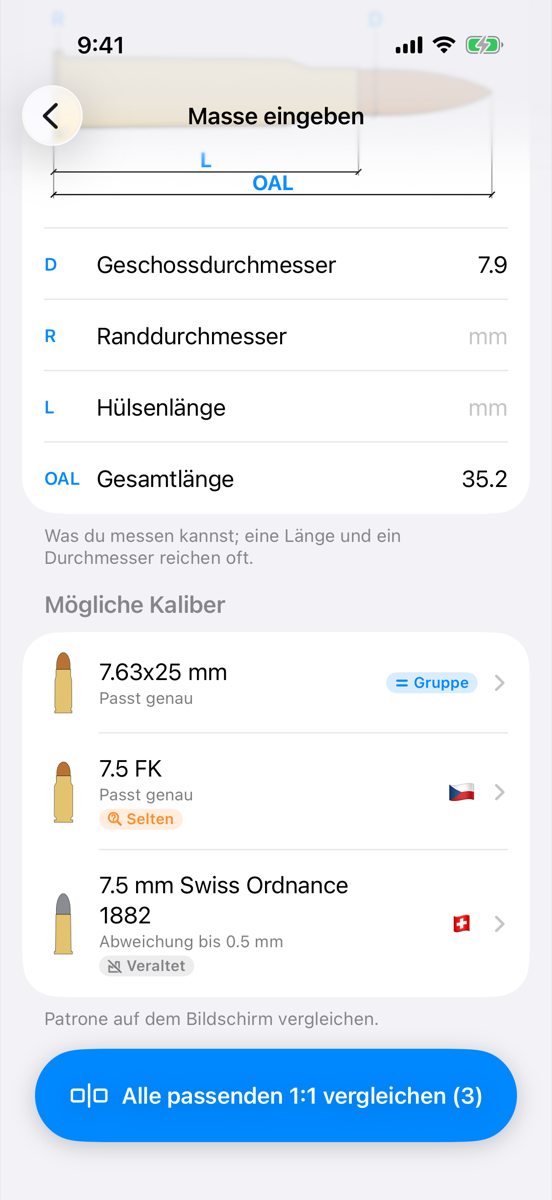 R
D
9:41
Masse eingeben
L
OAL
D Geschossdurchmesser 7.9
R Randdurchmesser mm
L Hülsenlänge mm
OAL Gesamtlänge 35.2
Was du messen kannst; eine Länge und ein
Durchmesser reichen oft.
Mögliche Kaliber
7.63x25 mm
Passt genau
= Gruppe
7.5 FK
Passt genau
Selten
7.5 mm Swiss Ordnance
1882
Abweichung bis 0.5 mm
Veraltet
Patrone auf dem Bildschirm vergleichen.
Alle passenden 1:1 vergleichen (3)